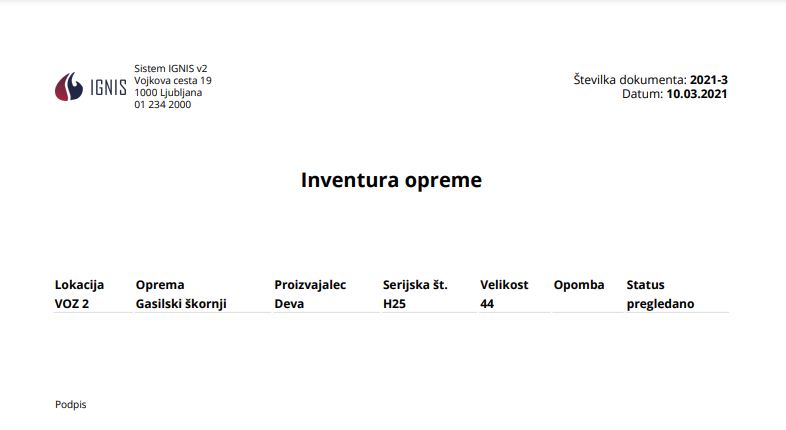 IGNIS
Sistem IGNIS v2
Vojkova cesta 19
1000 Ljubljana
01 234 2000
Številka dokumenta: 2021-3
Datum: 10.03.2021
Inventura opreme
Lokacija Oprema Proizvajalec Serijska št. Velikost Opomba Status
VOZ 2 Gasilski škornji Deva H25 44 pregledano
Podpis